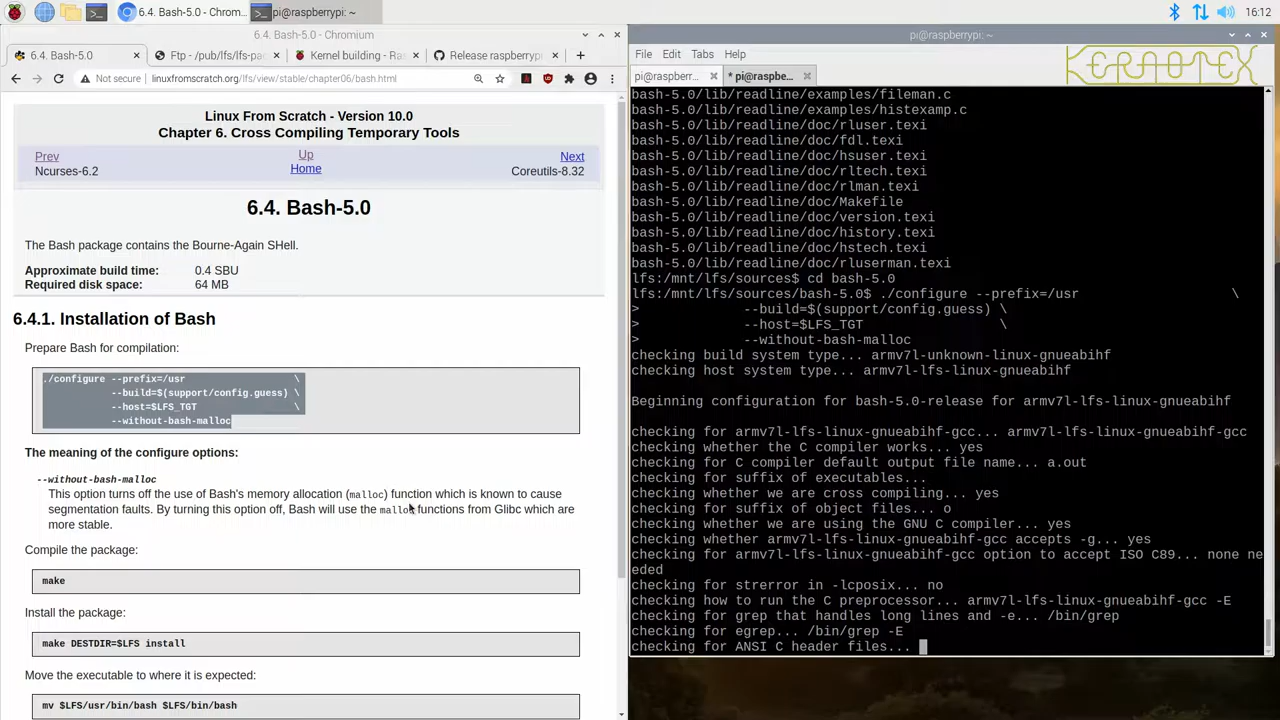 6.4. Bash-5.0 - Chrom...
pi@raspberrypi: ~
16:12
6.4. Bash-5.0 - Chromium
6.4. Bash-5.0
Ftp - /pub/lfs/lfs-pac
Kernel building - Ras
Release raspberrypi
Not secure | linuxfromscratch.org/lfs/view/stable/chapter06/bash.html
Linux From Scratch - Version 10.0
Chapter 6. Cross Compiling Temporary Tools
Prev
Up
Next
Ncurses-6.2
Home
Coreutils-8.32
6.4. Bash-5.0
The Bash package contains the Bourne-Again SHell.
Approximate build time: 0.4 SBU
Required disk space: 64 MB
6.4.1. Installation of Bash
Prepare Bash for compilation:
./configure --prefix=/usr \
--build=$(support/config.guess) \
--host=$LFS_TGT \
--without-bash-malloc
The meaning of the configure options:
--without-bash-malloc
This option turns off the use of Bash's memory allocation (malloc) function which is known to cause
segmentation faults. By turning this option off, Bash will use the malloc functions from Glibc which are
more stable.
Compile the package:
make
Install the package:
make DESTDIR=$LFS install
Move the executable to where it is expected:
mv $LFS/usr/bin/bash $LFS/bin/bash
pi@raspberrypi: ~
File Edit Tabs Help
KERAOTEX
pi@raspberr...
* pi@raspbe...
bash-5.0/lib/readline/examples/fileman.c
bash-5.0/lib/readline/examples/histexamp.c
bash-5.0/lib/readline/doc/rluser.texi
bash-5.0/lib/readline/doc/fdl.texi
bash-5.0/lib/readline/doc/hsuser.texi
bash-5.0/lib/readline/doc/rltech.texi
bash-5.0/lib/readline/doc/rlman.texi
bash-5.0/lib/readline/doc/Makefile
bash-5.0/lib/readline/doc/version.texi
bash-5.0/lib/readline/doc/history.texi
bash-5.0/lib/readline/doc/hstech.texi
bash-5.0/lib/readline/doc/rluserman.texi
lfs:/mnt/lfs/sources$ cd bash-5.0
lfs:/mnt/lfs/sources/bash-5.0$ ./configure --prefix=/usr \
> --build=$(support/config.guess) \
> --host=$LFS_TGT \
> --without-bash-malloc
checking build system type... armv7l-unknown-linux-gnueabihf
checking host system type... armv7l-lfs-linux-gnueabihf
Beginning configuration for bash-5.0-release for armv7l-lfs-linux-gnueabihf
checking for armv7l-lfs-linux-gnueabihf-gcc... armv7l-lfs-linux-gnueabihf-gcc
checking whether the C compiler works... yes
checking for C compiler default output file name... a.out
checking for suffix of executables...
checking whether we are cross compiling... yes
checking for suffix of object files... o
checking whether we are using the GNU C compiler... yes
checking whether armv7l-lfs-linux-gnueabihf-gcc accepts -g... yes
checking for armv7l-lfs-linux-gnueabihf-gcc option to accept ISO C89... none ne
eded
checking for strerror in -lcposix... no
checking how to run the C preprocessor... armv7l-lfs-linux-gnueabihf-gcc -E
checking for grep that handles long lines and -e... /bin/grep
checking for egrep... /bin/grep -E
checking for ANSI C header files...